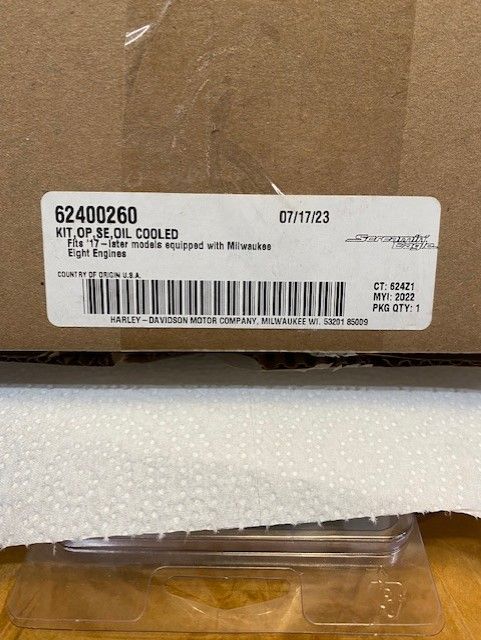 62400260 07/17/23
KIT,OP,SE,OIL COOLED
Fits '17-later models equipped with Milwaukee
Eight Engines
Screamin' Eagle
COUNTRY OF ORIGIN U.S.A.
CT: 624Z1
MYI: 2022
PKG QTY: 1
HARLEY-DAVIDSON MOTOR COMPANY, MILWAUKEE WI. 53201 85009